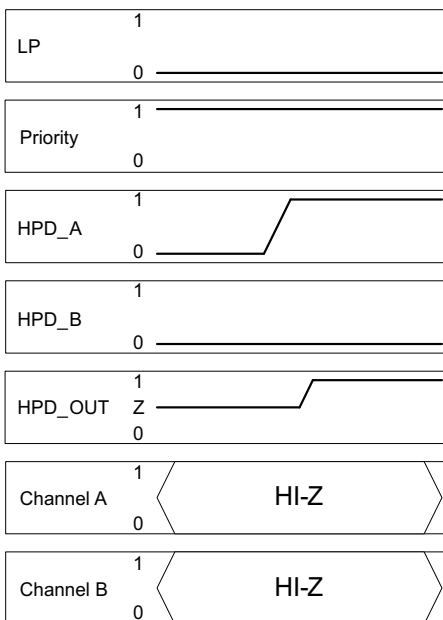 1
LP
0
1
Priority
0
1
HPD_A
0
1
HPD_B
0
1
HPD_OUT Z
0
1
Channel A HI-Z
0
1
Channel B HI-Z
0